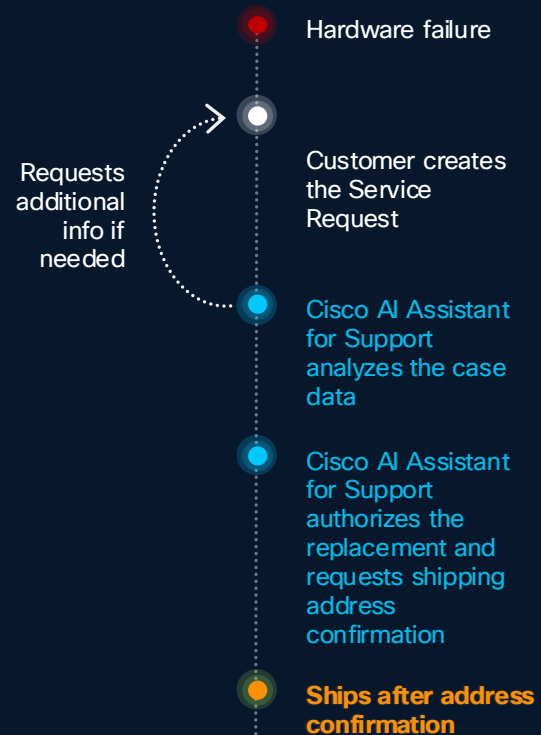 Hardware failure
Customer creates
the Service
Request
Requests
additional
info if
needed
Cisco AI Assistant
for Support
analyzes the case
data
Cisco AI Assistant
for Support
authorizes the
replacement and
requests shipping
address
confirmation
Ships after address
confirmation